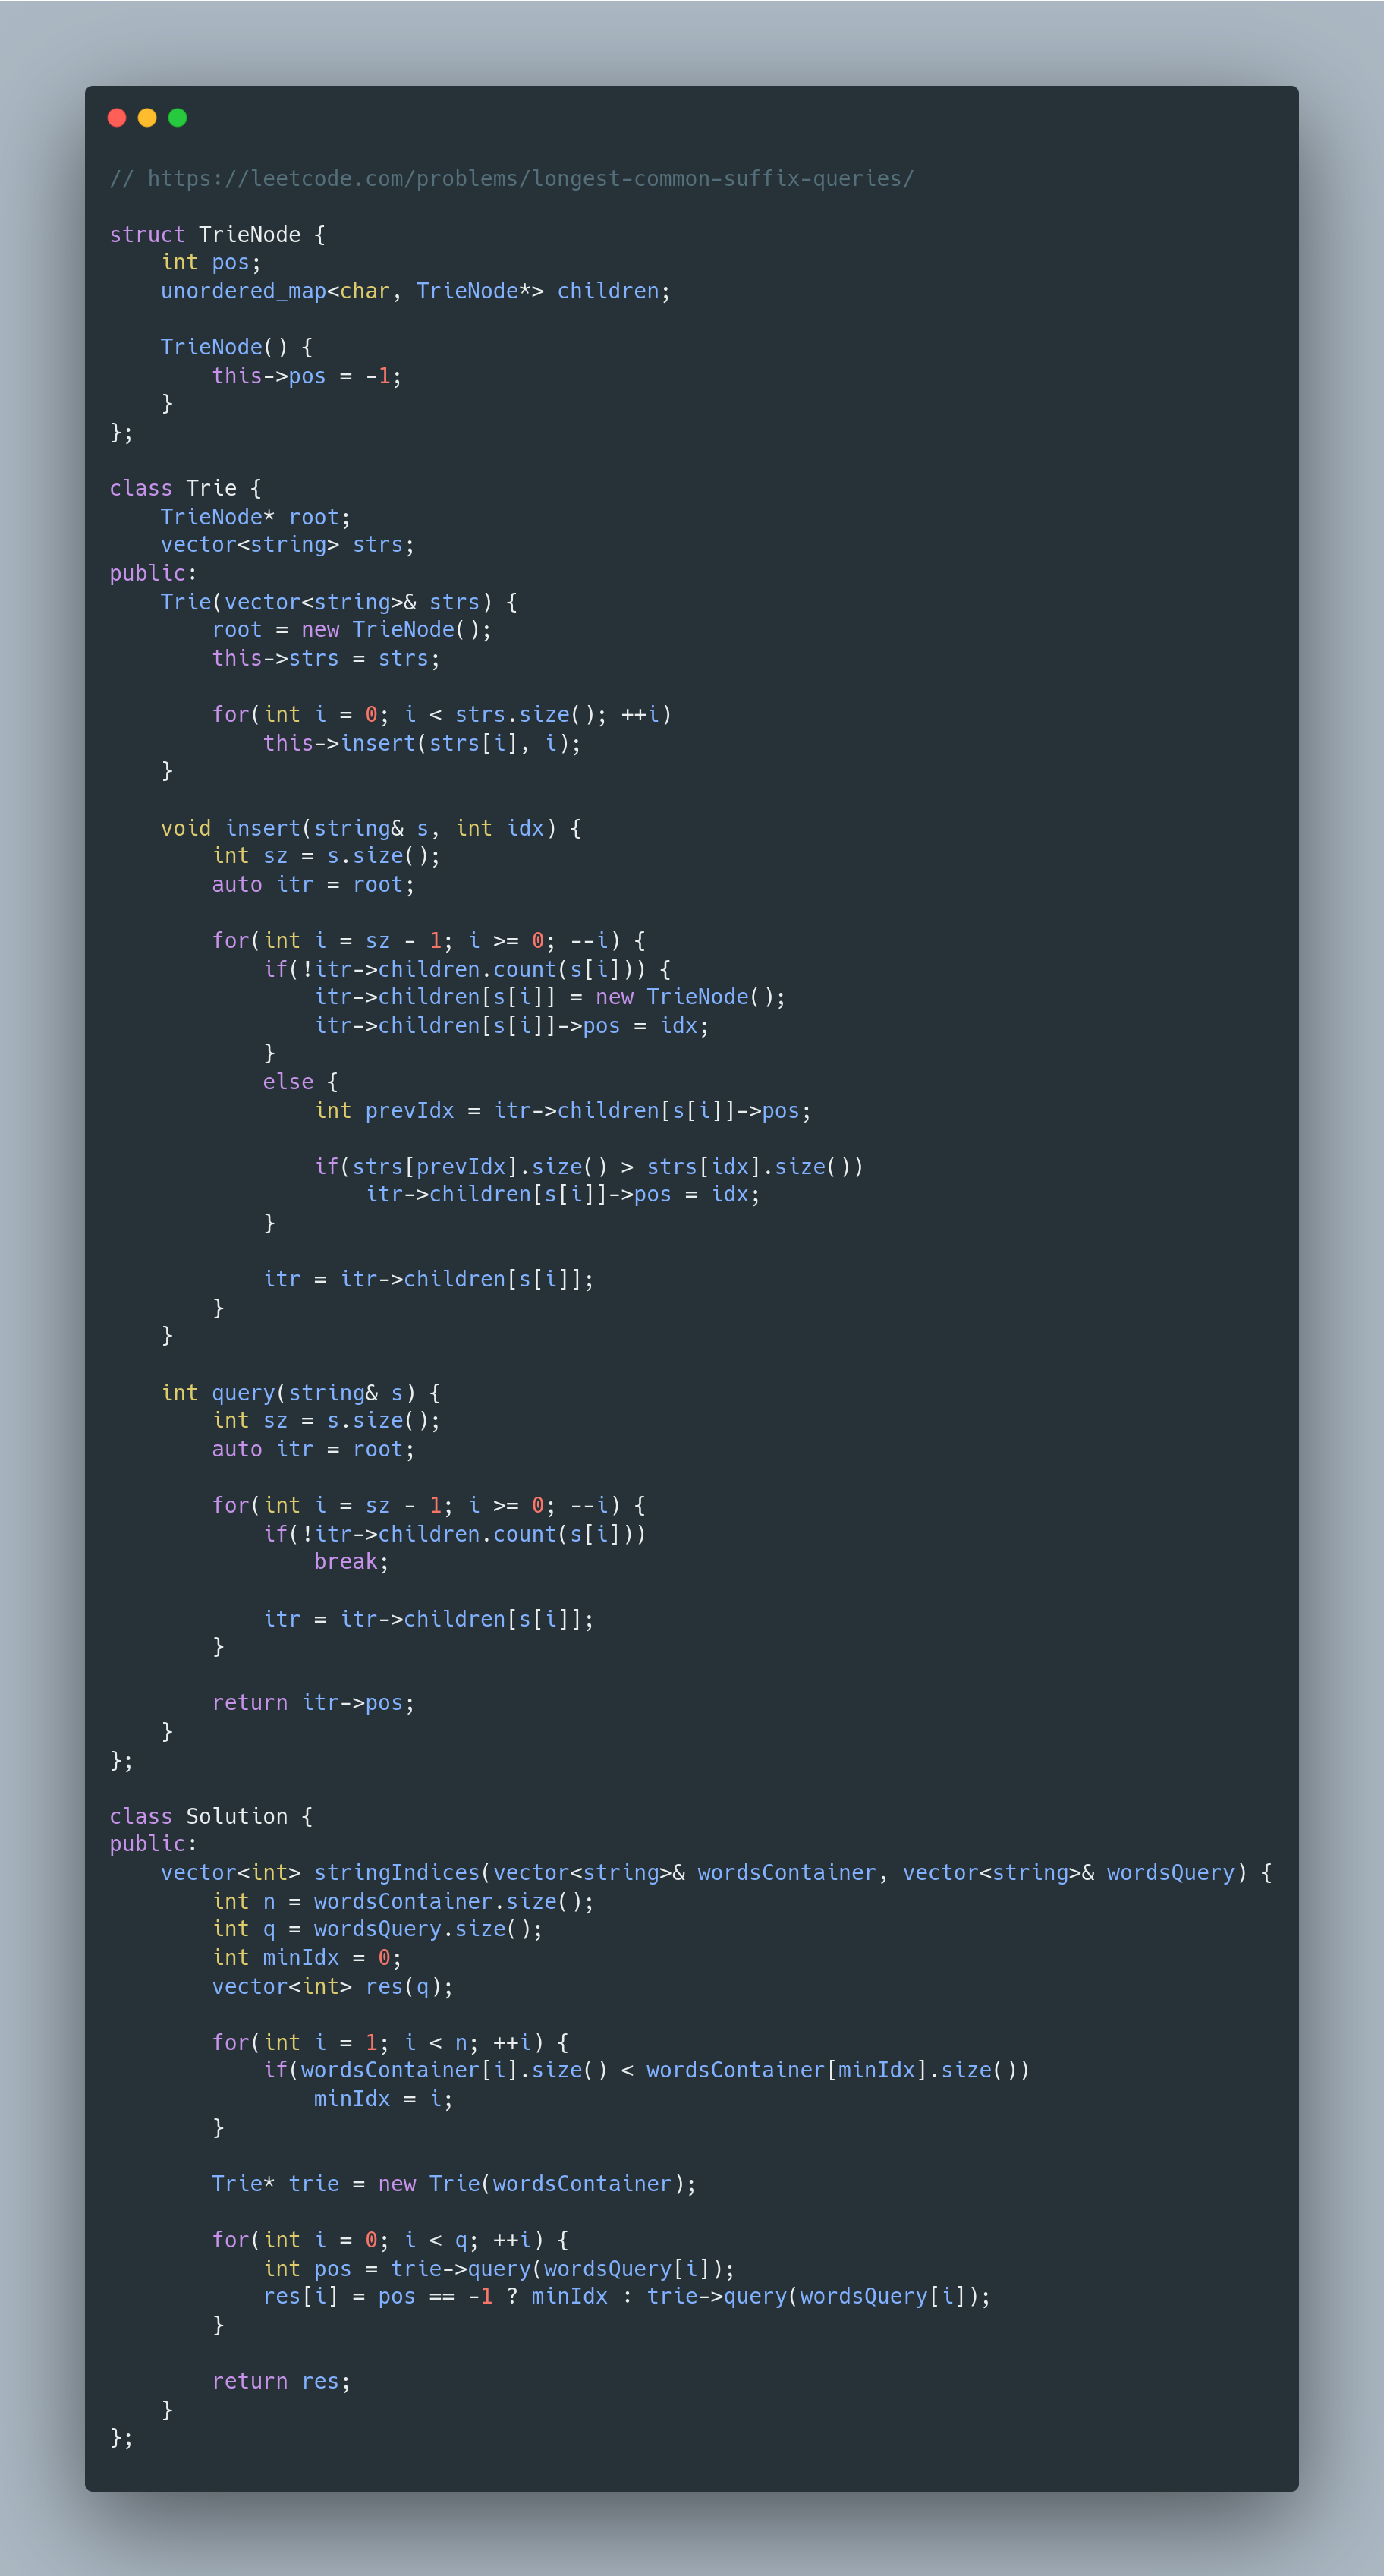 // https://leetcode.com/problems/longest-common-suffix-queries/

struct TrieNode {
    int pos;
    unordered_map<char, TrieNode*> children;

    TrieNode() {
        this->pos = -1;
    }
};

class Trie {
    TrieNode* root;
    vector<string> strs;
public:
    Trie(vector<string>& strs) {
        root = new TrieNode();
        this->strs = strs;

        for(int i = 0; i < strs.size(); ++i)
            this->insert(strs[i], i);
    }

    void insert(string& s, int idx) {
        int sz = s.size();
        auto itr = root;

        for(int i = sz - 1; i >= 0; --i) {
            if(!itr->children.count(s[i])) {
                itr->children[s[i]] = new TrieNode();
                itr->children[s[i]]->pos = idx;
            }
            else {
                int prevIdx = itr->children[s[i]]->pos;

                if(strs[prevIdx].size() > strs[idx].size())
                    itr->children[s[i]]->pos = idx;
            }

            itr = itr->children[s[i]];
        }
    }

    int query(string& s) {
        int sz = s.size();
        auto itr = root;

        for(int i = sz - 1; i >= 0; --i) {
            if(!itr->children.count(s[i]))
                break;

            itr = itr->children[s[i]];
        }

        return itr->pos;
    }
};

class Solution {
public:
    vector<int> stringIndices(vector<string>& wordsContainer, vector<string>& wordsQuery) {
        int n = wordsContainer.size();
        int q = wordsQuery.size();
        int minIdx = 0;
        vector<int> res(q);

        for(int i = 1; i < n; ++i) {
            if(wordsContainer[i].size() < wordsContainer[minIdx].size())
                minIdx = i;
        }

        Trie* trie = new Trie(wordsContainer);

        for(int i = 0; i < q; ++i) {
            int pos = trie->query(wordsQuery[i]);
            res[i] = pos == -1 ? minIdx : trie->query(wordsQuery[i]);
        }

        return res;
    }
};